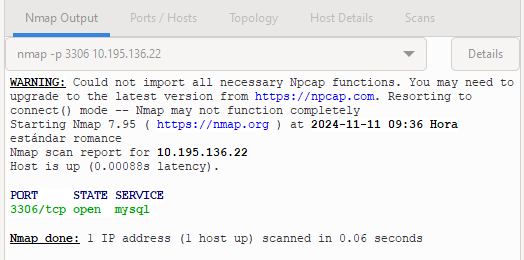 Nmap Output Ports / Hosts Topology Host Details Scans
nmap -p 3306 10.195.136.22 Details
WARNING: Could not import all necessary Npcap functions. You may need to
upgrade to the latest version from https://npcap.com. Resorting to
connect() mode -- Nmap may not function completely
Starting Nmap 7.95 ( https://nmap.org ) at 2024-11-11 09:36 Hora
estándar romance
Nmap scan report for 10.195.136.22
Host is up (0.00088s latency).
PORT STATE SERVICE
3306/tcp open mysql
Nmap done: 1 IP address (1 host up) scanned in 0.06 seconds